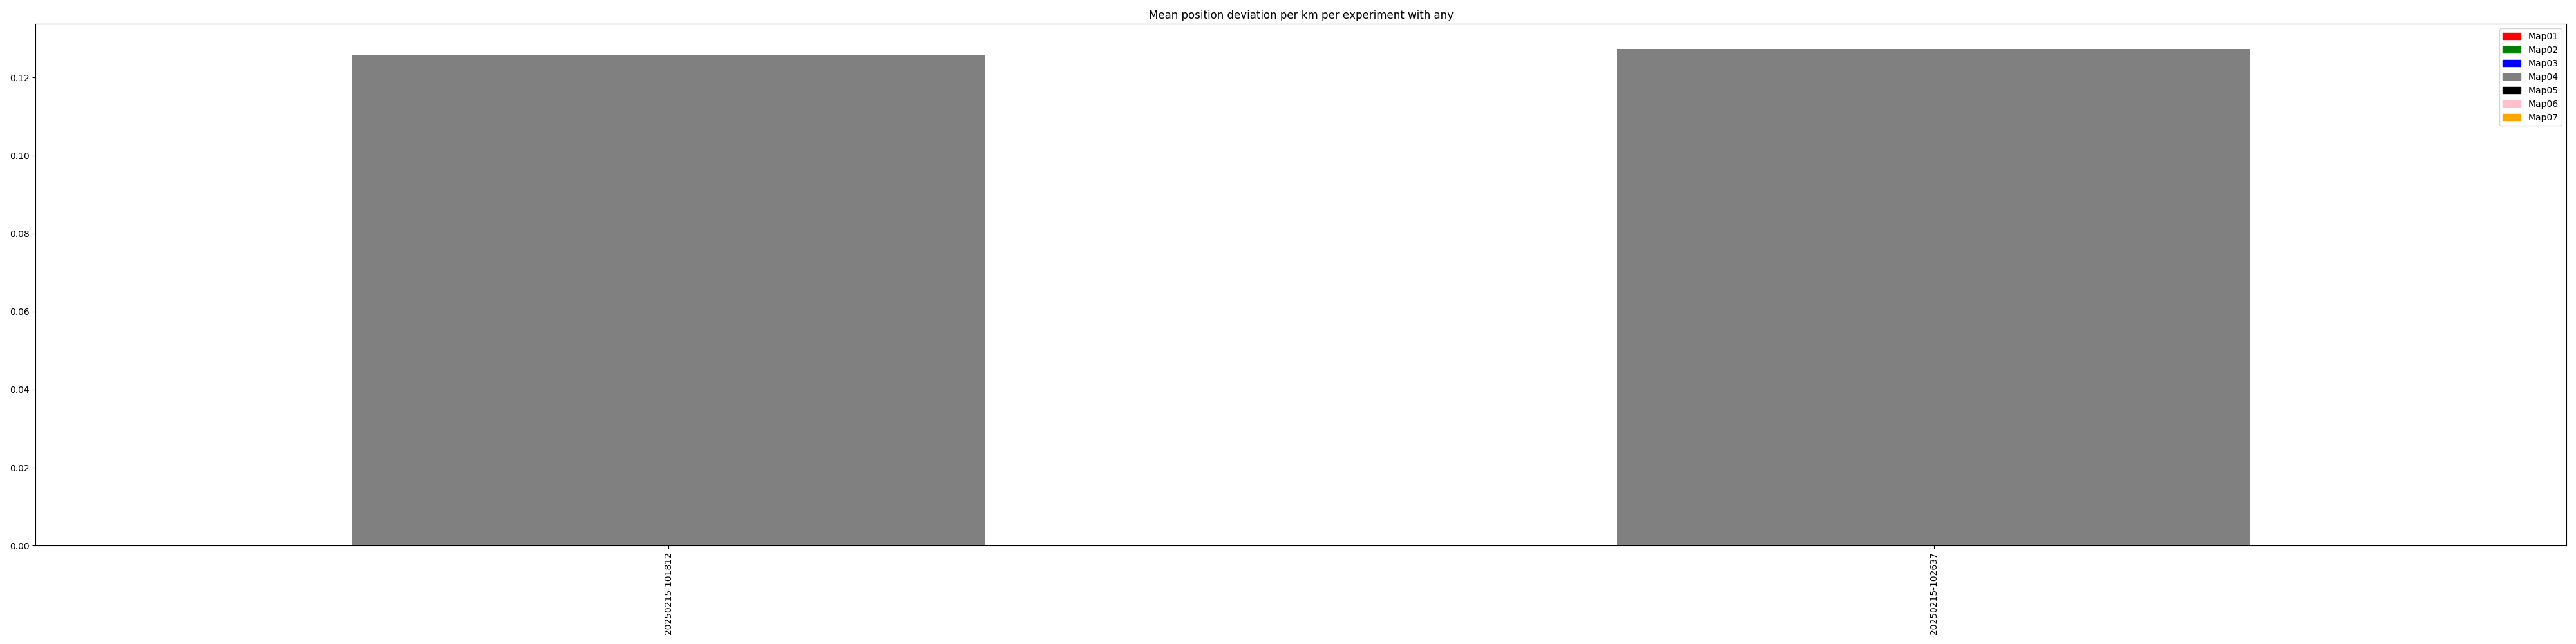 Mean position deviation per km per experiment with any
Map01
Map02
Map03
Map04
Map05
Map06
Map07
0.12
0.10
0.08
0.06
0.04
0.02
0.00
20250215-101812
20250215-102637